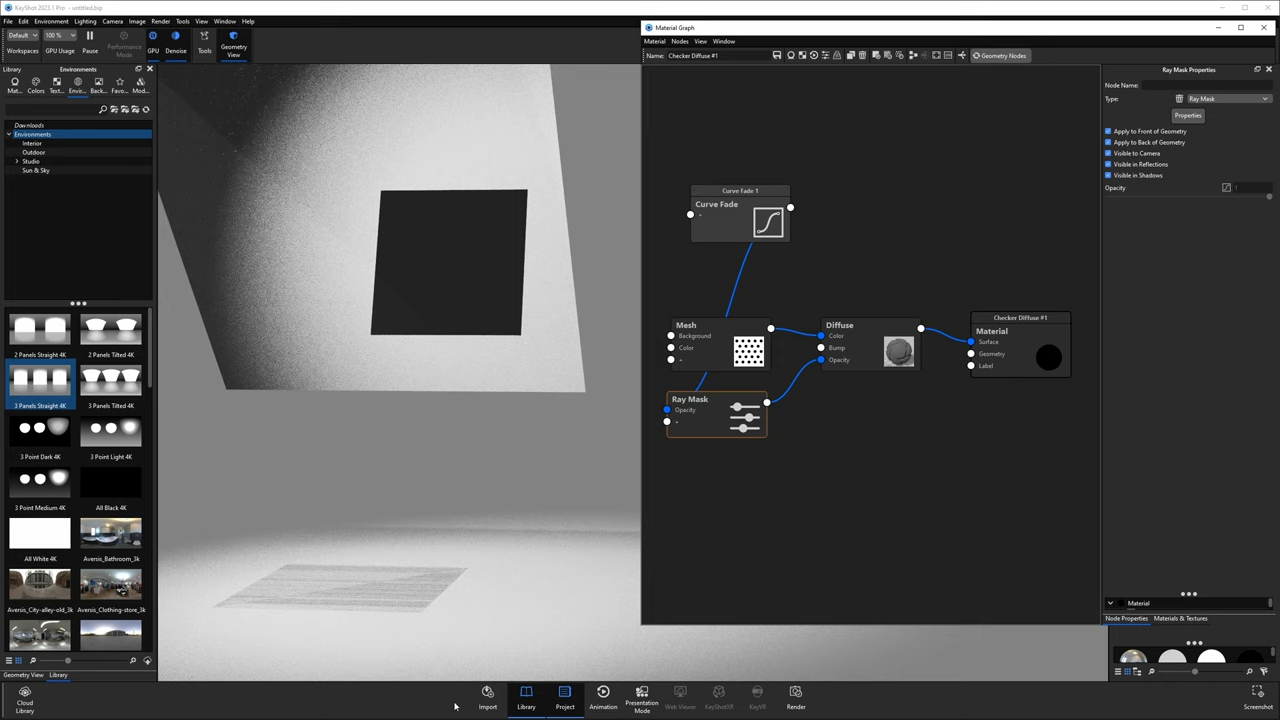 KeyShot 2023.1 Pro - untitled.bip
File Edit Environment Lighting Camera Image Render Tools View Window Help
Default 100 %
Workspaces GPU Usage Pause Performance Mode GPU Denoise Tools Geometry View
Library Environments
Mat... Colors Text... Envi... Back... Favo... Mod...
Downloads
Environments
Interior
Outdoor
Studio
Sun & Sky
2 Panels Straight 4K 2 Panels Tilted 4K
3 Panels Straight 4K 3 Panels Tilted 4K
3 Point Dark 4K 3 Point Light 4K
3 Point Medium 4K All Black 4K
All White 4K Aversis_Bathroom_3k
Aversis_City-alley-old_3k Aversis_Clothing-store_3k
Geometry View Library
Material Graph
Material Nodes View Window
Name: Checker Diffuse #1
Geometry Nodes
Curve Fade 1
Curve Fade
+
Mesh
Background
Color
+
Diffuse
Color
Bump
Opacity
Checker Diffuse #1
Material
Surface
Geometry
Label
Ray Mask
Opacity
+
Ray Mask Properties
Node Name:
Type: Ray Mask
Properties
Apply to Front of Geometry
Apply to Back of Geometry
Visible to Camera
Visible in Reflections
Visible in Shadows
Opacity 1
Material
Node Properties Materials & Textures
Cloud Library Import Library Project Animation Presentation Mode Web Viewer KeyShotXR KeyVR Render Screenshot